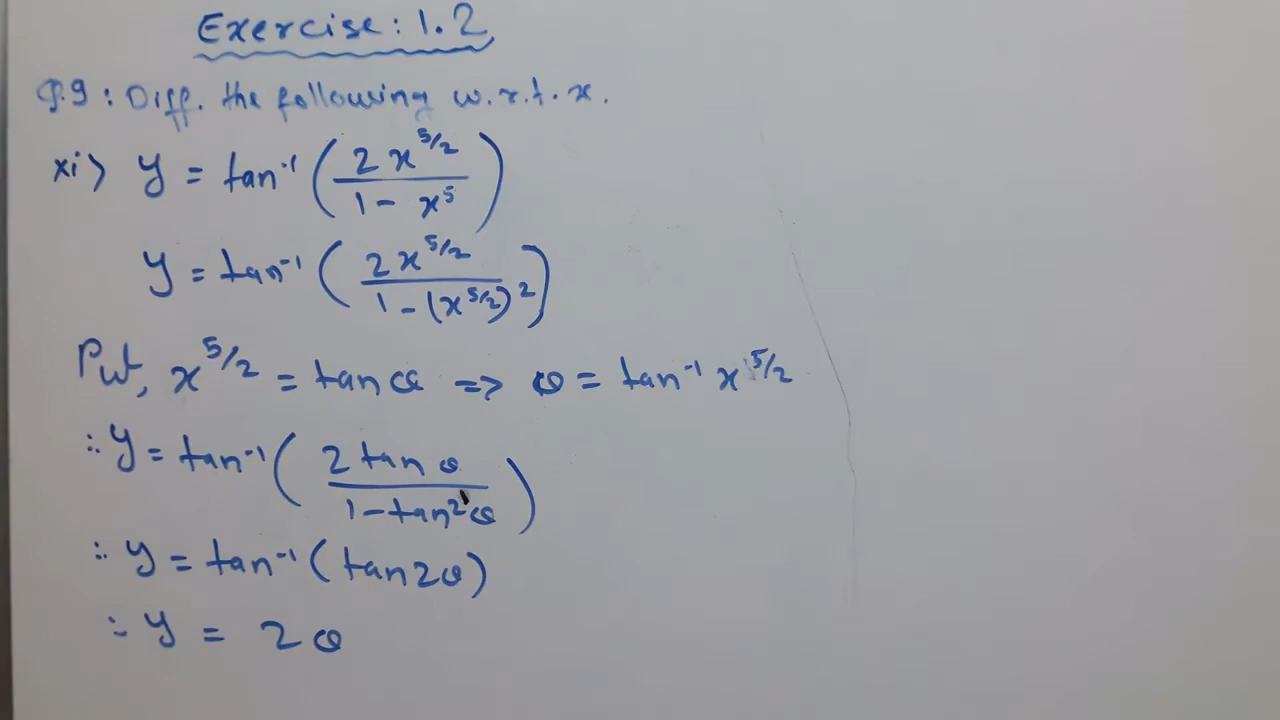 Exercise: 1.2
Q.9: Diff. the following w.r.t. x.
xi> y = tan⁻¹ ( 2x^{5/2} / 1 - x⁵ )
y = tan⁻¹ ( 2x^{5/2} / 1 - (x^{5/2})² )
Put, x^{5/2} = tan θ => θ = tan⁻¹ x^{5/2}
∴ y = tan⁻¹ ( 2 tan θ / 1 - tan² θ )
∴ y = tan⁻¹ (tan 2θ)
∴ y = 2θ